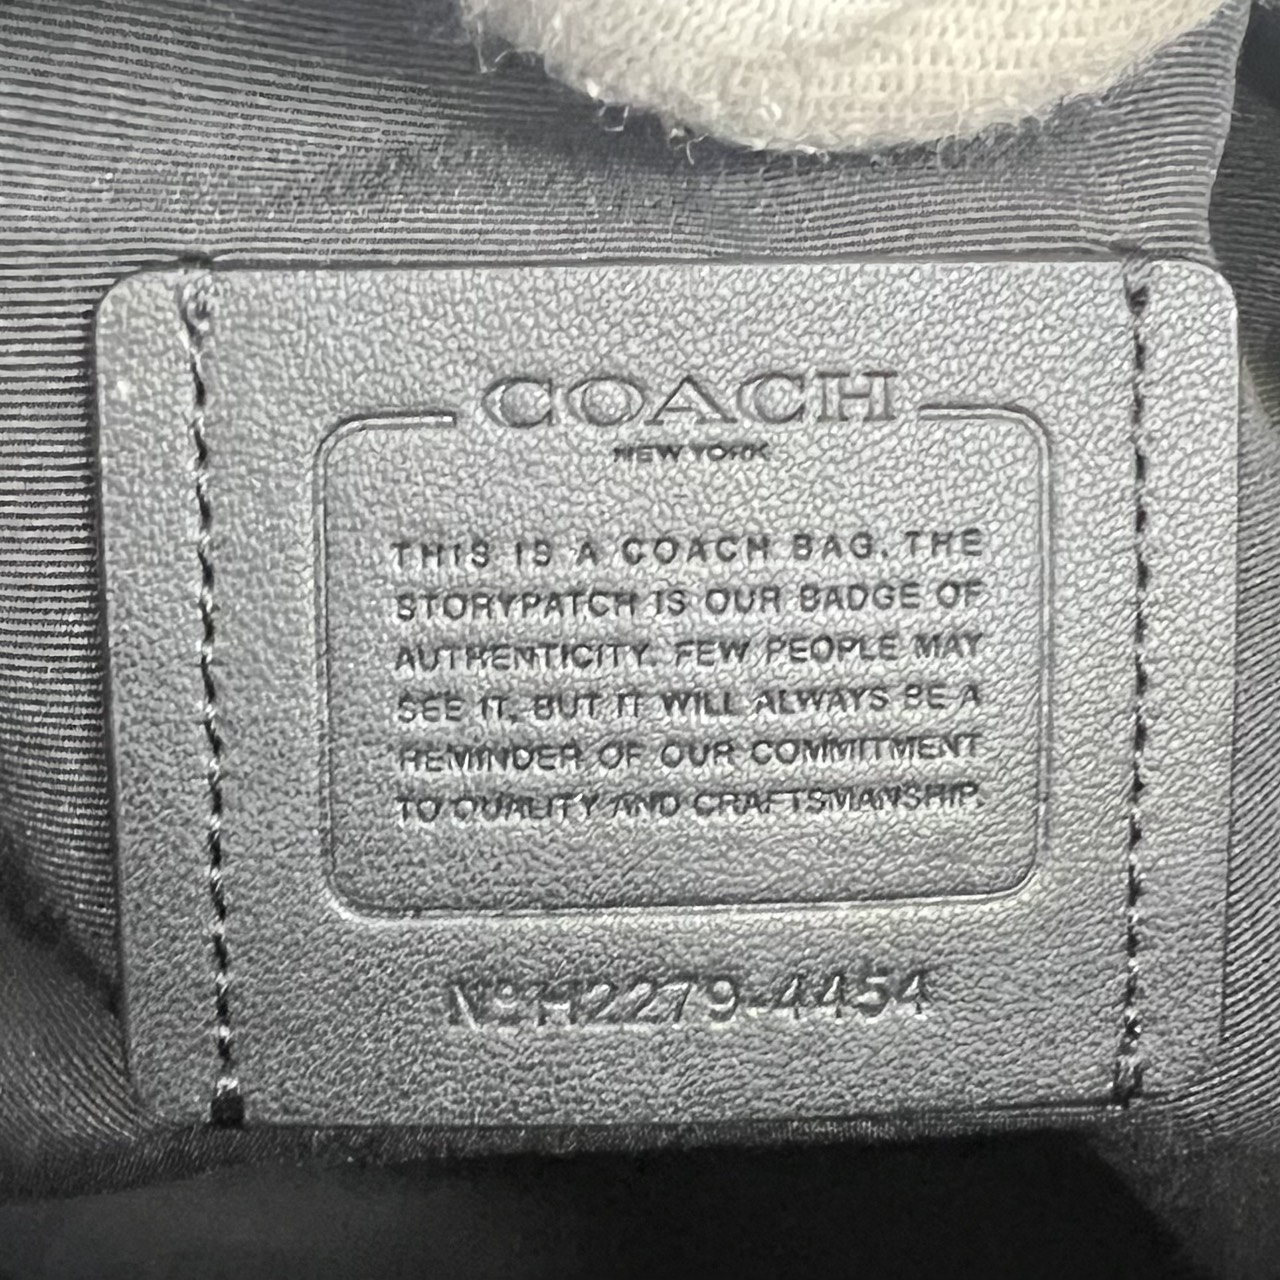 COACH
NEW YORK
THIS IS A COACH BAG. THE
STORYPATCH IS OUR BADGE OF
AUTHENTICITY. FEW PEOPLE MAY
SEE IT, BUT IT WILL ALWAYS BE A
REMINDER OF OUR COMMITMENT
TO QUALITY AND CRAFTSMANSHIP.
Nº H2279-4454